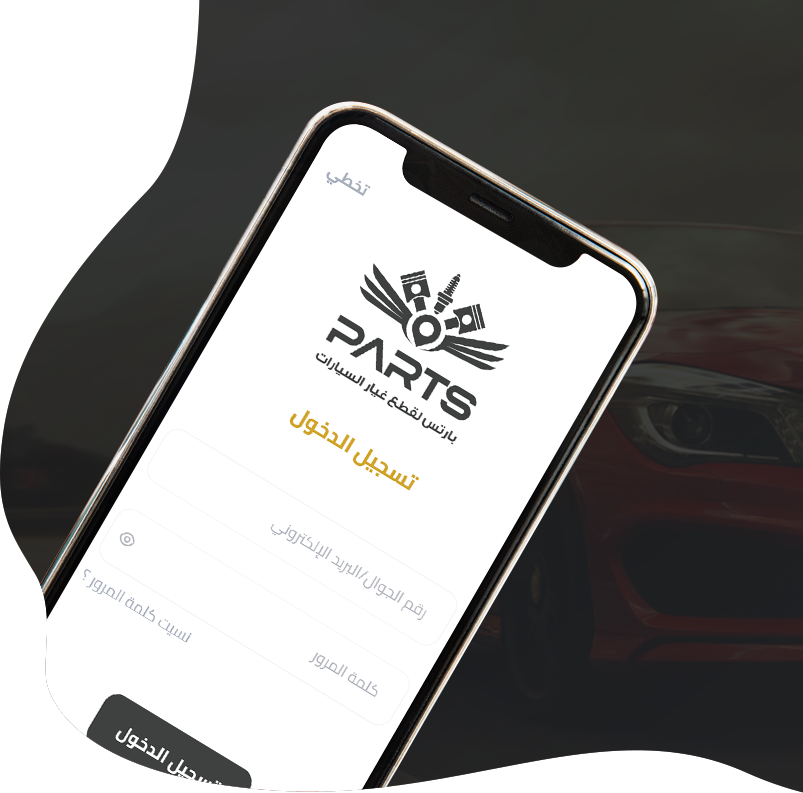 تخطي
PARTS
بارتس لقطع غيار السيارات
تسجيل الدخول
رقم الجوال/البريد الإلكتروني
كلمة المرور
نسيت كلمة المرور ؟
تسجيل الدخول